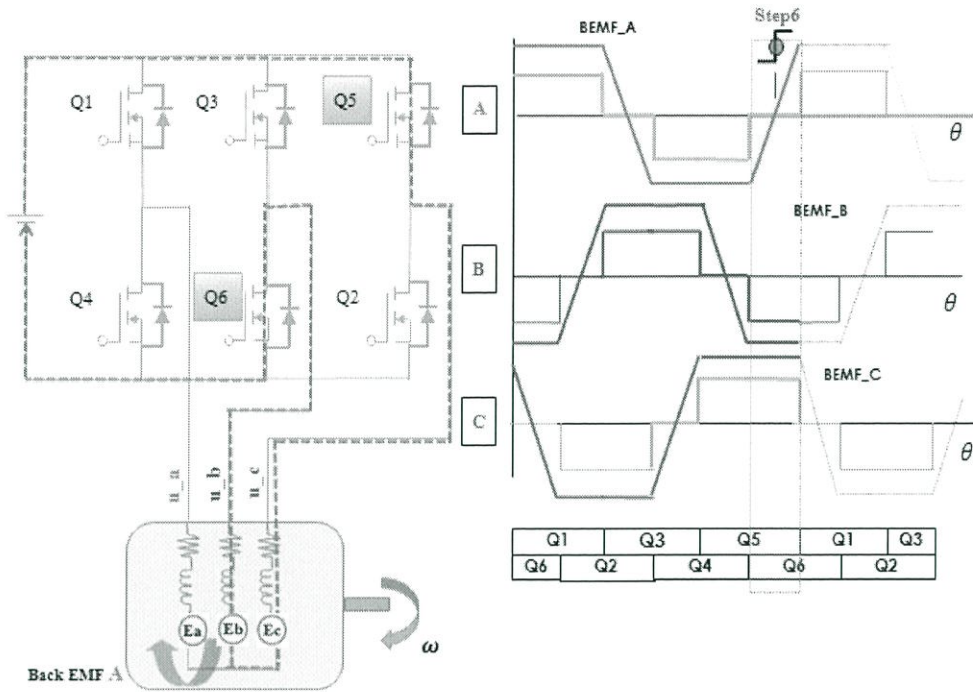 Step6
BEMF_A
Q1
Q3
Q5
A
θ
BEMF_B
B
Q4
Q6
Q2
θ
BEMF_C
C
θ
u_a
u_b
u_c
Q1 Q3 Q5 Q1 Q3
Q6 Q2 Q4 Q6 Q2
Ea Eb Ec
ω
Back EMF A